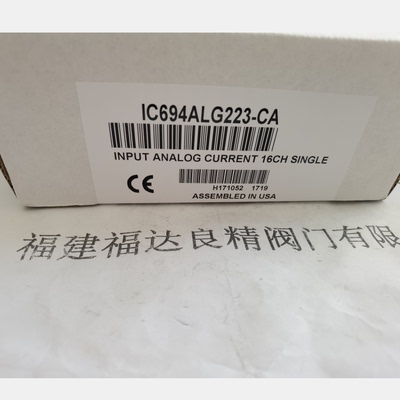 IC694ALG223-CA
INPUT ANALOG CURRENT 16CH SINGLE
CE
H171052 1719
ASSEMBLED IN USA
福建福达良精阀门有限